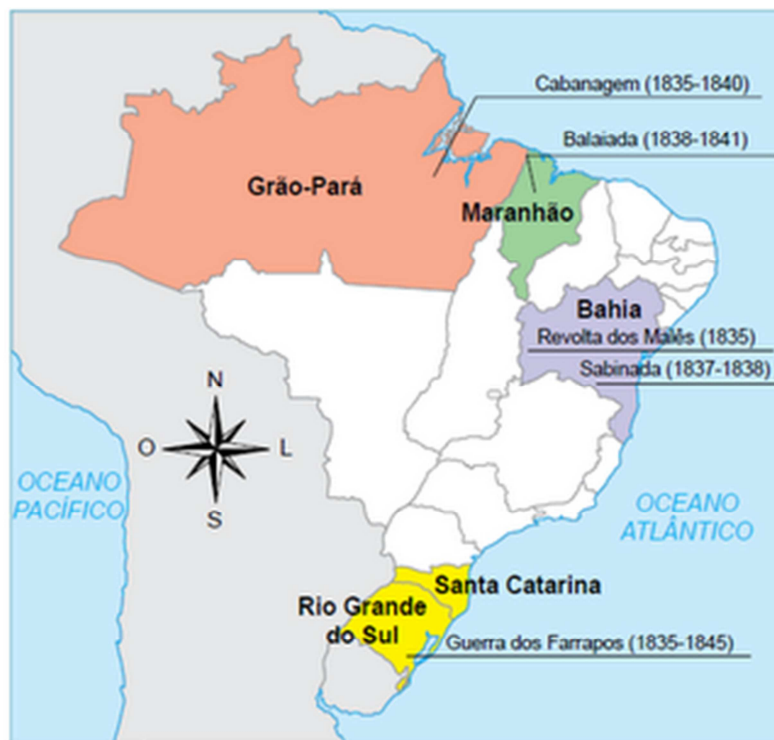 Cabanagem (1835-1840)
Balaiada (1838-1841)
Grão-Pará
Maranhão
Bahia
Revolta dos Malês (1835)
Sabinada (1837-1838)
N
O
L
S
OCEANO
PACÍFICO
OCEANO
ATLÂNTICO
Santa Catarina
Rio Grande
do Sul
Guerra dos Farrapos (1835-1845)